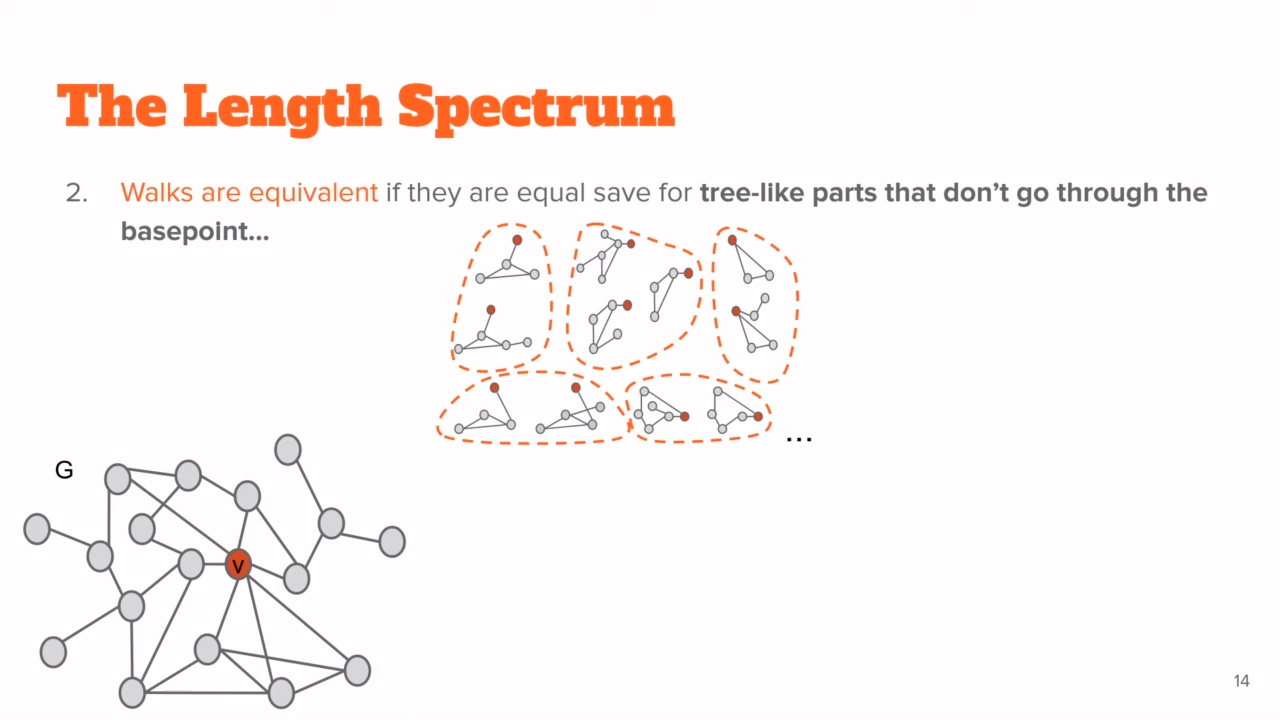 The Length Spectrum
2. Walks are equivalent if they are equal save for tree-like parts that don’t go through the
basepoint...
...
G
v
14